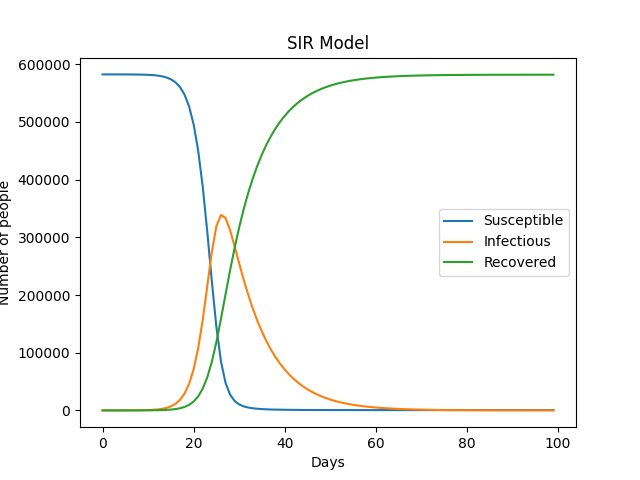 SIR Model
600000
500000
400000
300000
200000
100000
0
Number of people
Susceptible
Infectious
Recovered
0 20 40 60 80 100
Days